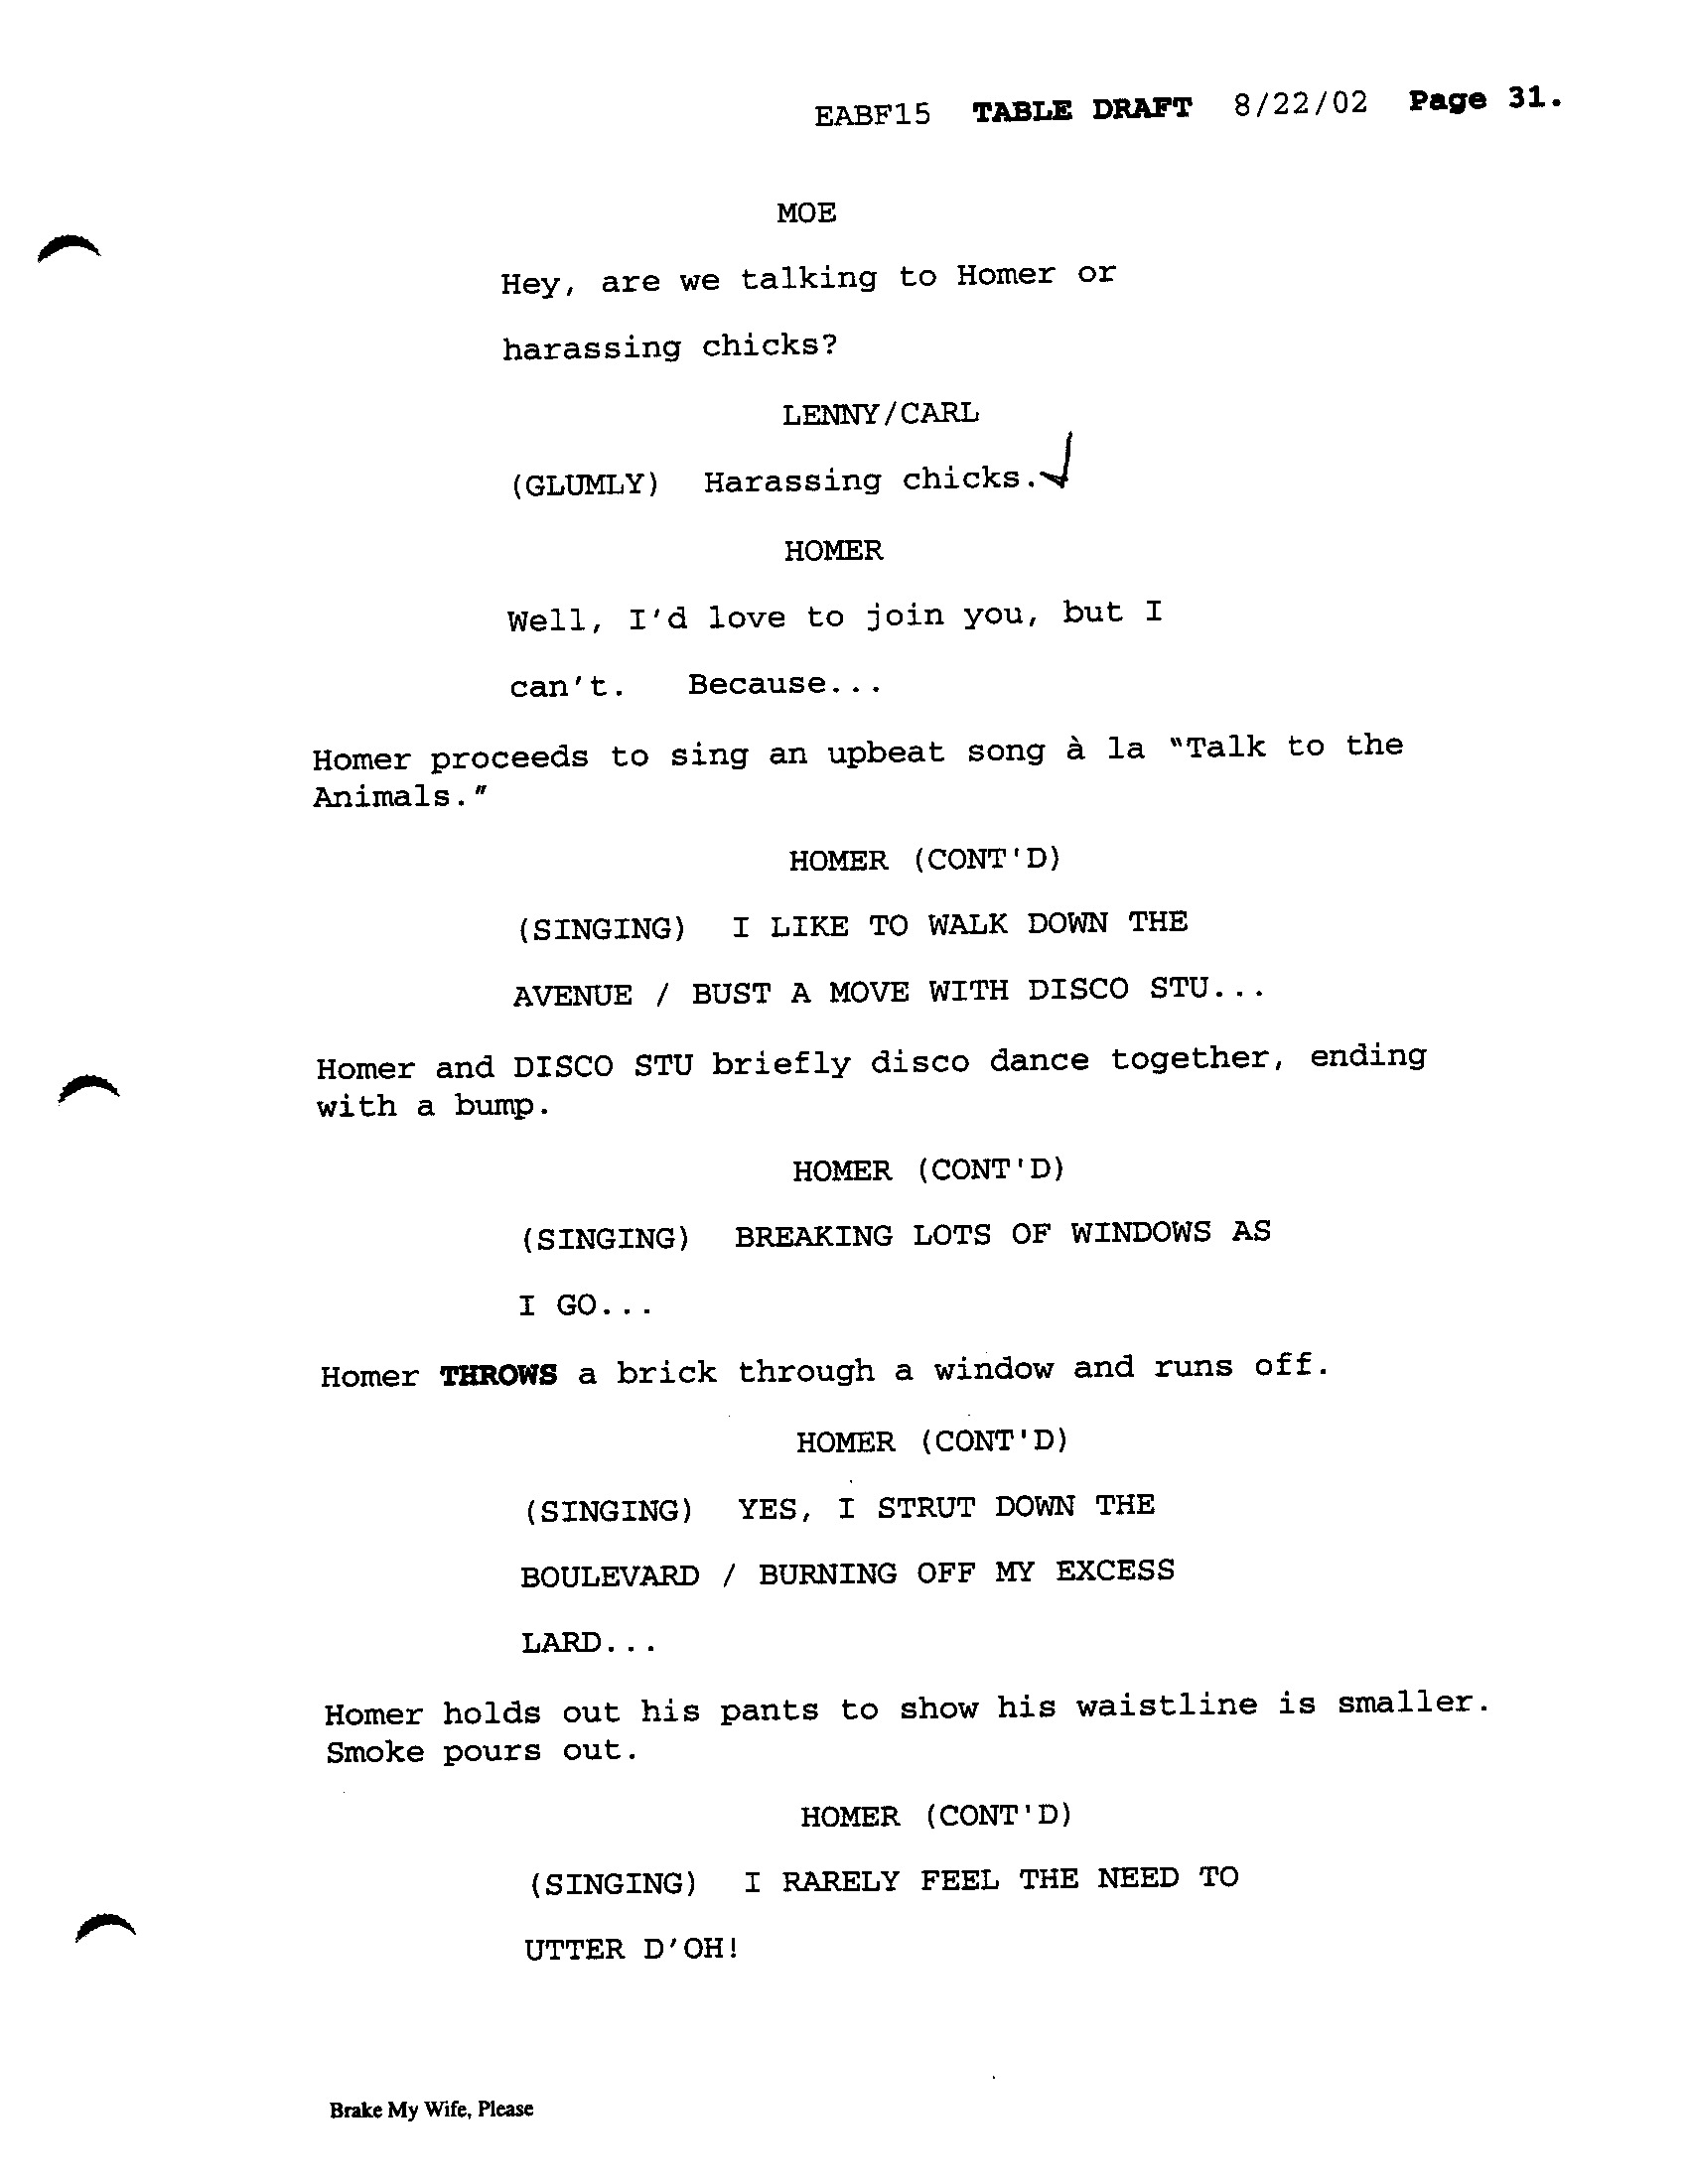 EABF15 TABLE DRAFT 8/22/02 Page 31.
MOE
Hey, are we talking to Homer or
harassing chicks?
LENNY/CARL
(GLUMLY) Harassing chicks.
HOMER
Well, I'd love to join you, but I
can't. Because...
Homer proceeds to sing an upbeat song à la "Talk to the
Animals."
HOMER (CONT'D)
(SINGING) I LIKE TO WALK DOWN THE
AVENUE / BUST A MOVE WITH DISCO STU...
Homer and DISCO STU briefly disco dance together, ending
with a bump.
HOMER (CONT'D)
(SINGING) BREAKING LOTS OF WINDOWS AS
I GO...
Homer THROWS a brick through a window and runs off.
HOMER (CONT'D)
(SINGING) YES, I STRUT DOWN THE
BOULEVARD / BURNING OFF MY EXCESS
LARD...
Homer holds out his pants to show his waistline is smaller.
Smoke pours out.
HOMER (CONT'D)
(SINGING) I RARELY FEEL THE NEED TO
UTTER D'OH!
Brake My Wife, Please